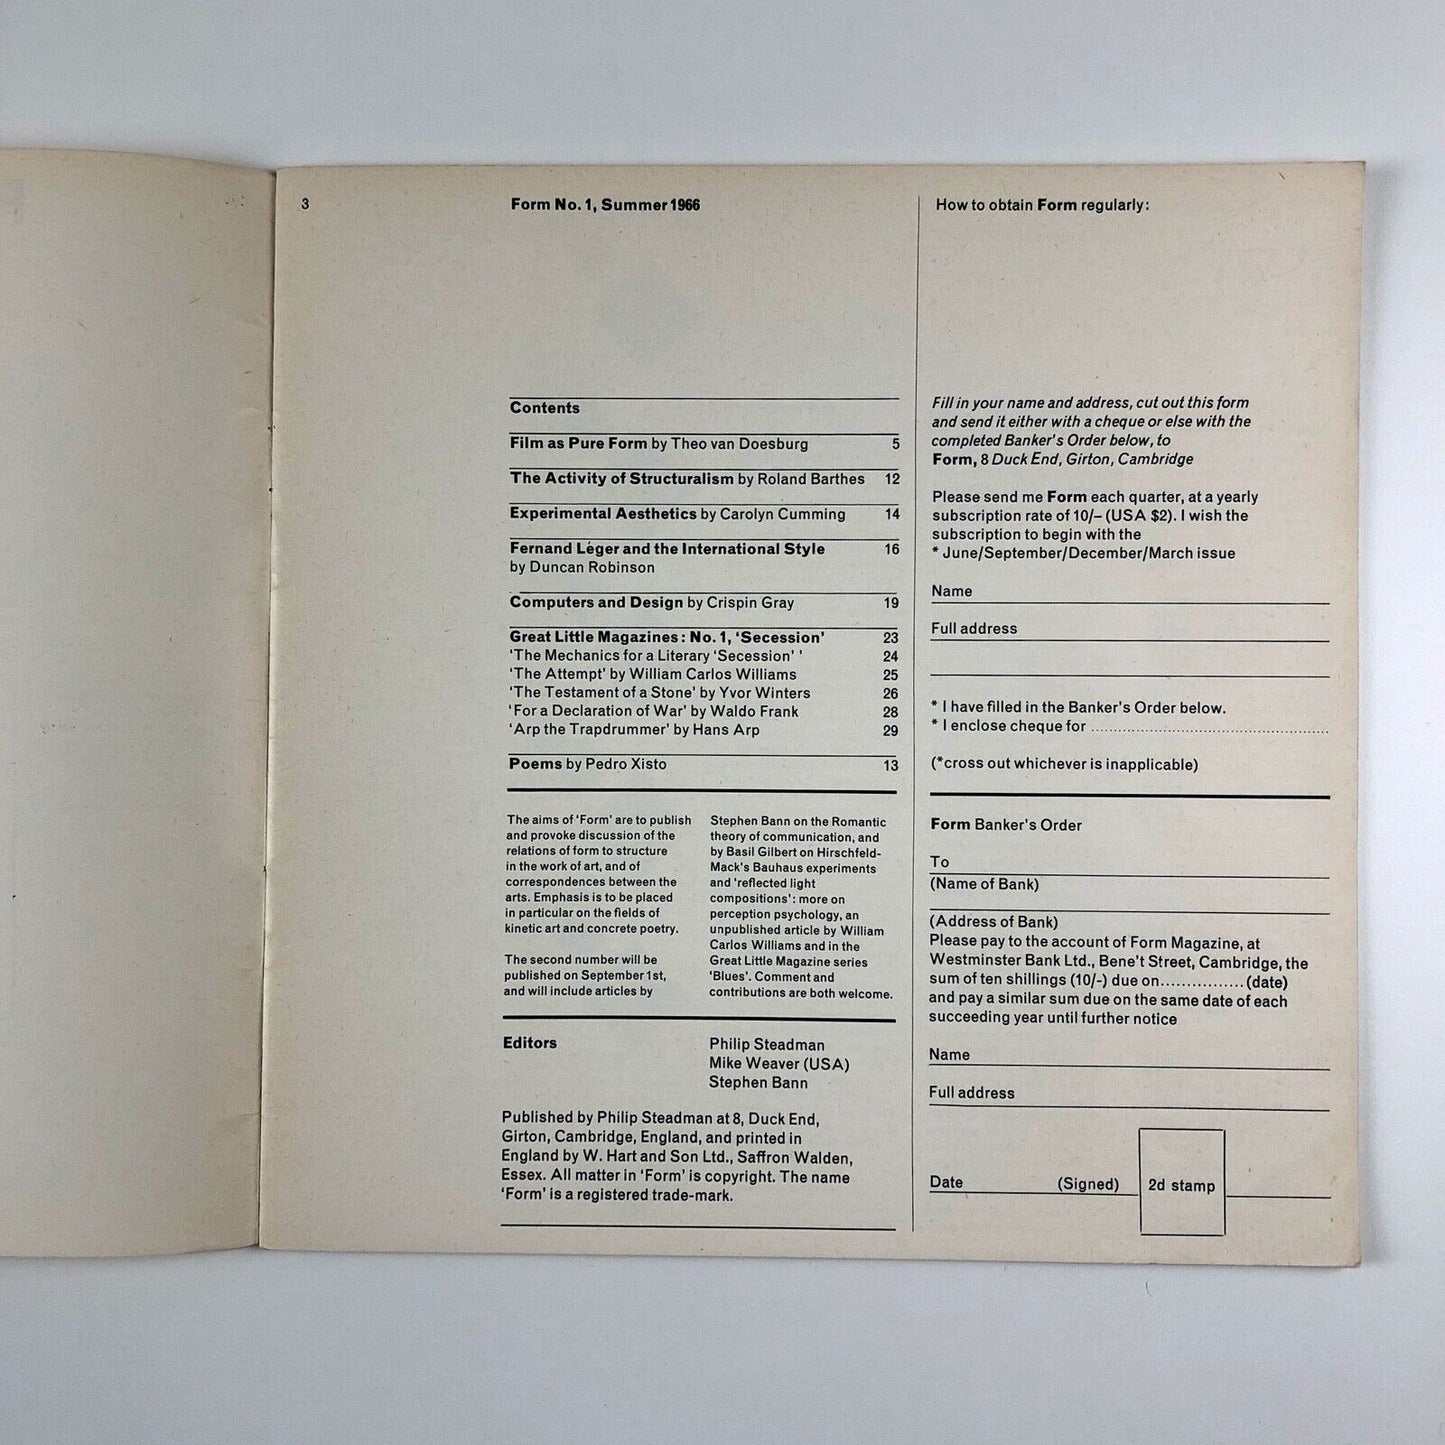 3
Form No. 1, Summer 1966
Contents
Film as Pure Form by Theo van Doesburg 5
The Activity of Structuralism by Roland Barthes 12
Experimental Aesthetics by Carolyn Cumming 14
Fernand Léger and the International Style 16
by Duncan Robinson
Computers and Design by Crispin Gray 19
Great Little Magazines: No. 1, ‘Secession’ 23
‘The Mechanics for a Literary ‘Secession’ ’ 24
‘The Attempt’ by William Carlos Williams 25
‘The Testament of a Stone’ by Yvor Winters 26
‘For a Declaration of War’ by Waldo Frank 28
‘Arp the Trapdrummer’ by Hans Arp 29
Poems by Pedro Xisto 13
The aims of ‘Form’ are to publish
and provoke discussion of the
relations of form to structure
in the work of art, and of
correspondences between the
arts. Emphasis is to be placed
in particular on the fields of
kinetic art and concrete poetry.
The second number will be
published on September 1st,
and will include articles by
Stephen Bann on the Romantic
theory of communication, and
by Basil Gilbert on Hirschfeld-
Mack's Bauhaus experiments
and ‘reflected light
compositions’: more on
perception psychology, an
unpublished article by William
Carlos Williams and in the
Great Little Magazine series
‘Blues’. Comment and
contributions are both welcome.
Editors
Philip Steadman
Mike Weaver (USA)
Stephen Bann
Published by Philip Steadman at 8, Duck End,
Girton, Cambridge, England, and printed in
England by W. Hart and Son Ltd., Saffron Walden,
Essex. All matter in ‘Form’ is copyright. The name
‘Form’ is a registered trade-mark.
How to obtain Form regularly:
Fill in your name and address, cut out this form
and send it either with a cheque or else with the
completed Banker's Order below, to
Form, 8 Duck End, Girton, Cambridge
Please send me Form each quarter, at a yearly
subscription rate of 10/– (USA $2). I wish the
subscription to begin with the
* June/September/December/March issue
Name
Full address
* I have filled in the Banker's Order below.
* I enclose cheque for ..........................................................
(*cross out whichever is inapplicable)
Form Banker's Order
To
(Name of Bank)
(Address of Bank)
Please pay to the account of Form Magazine, at
Westminster Bank Ltd., Bene't Street, Cambridge, the
sum of ten shillings (10/-) due on................(date)
and pay a similar sum due on the same date of each
succeeding year until further notice
Name
Full address
Date (Signed) 2d stamp